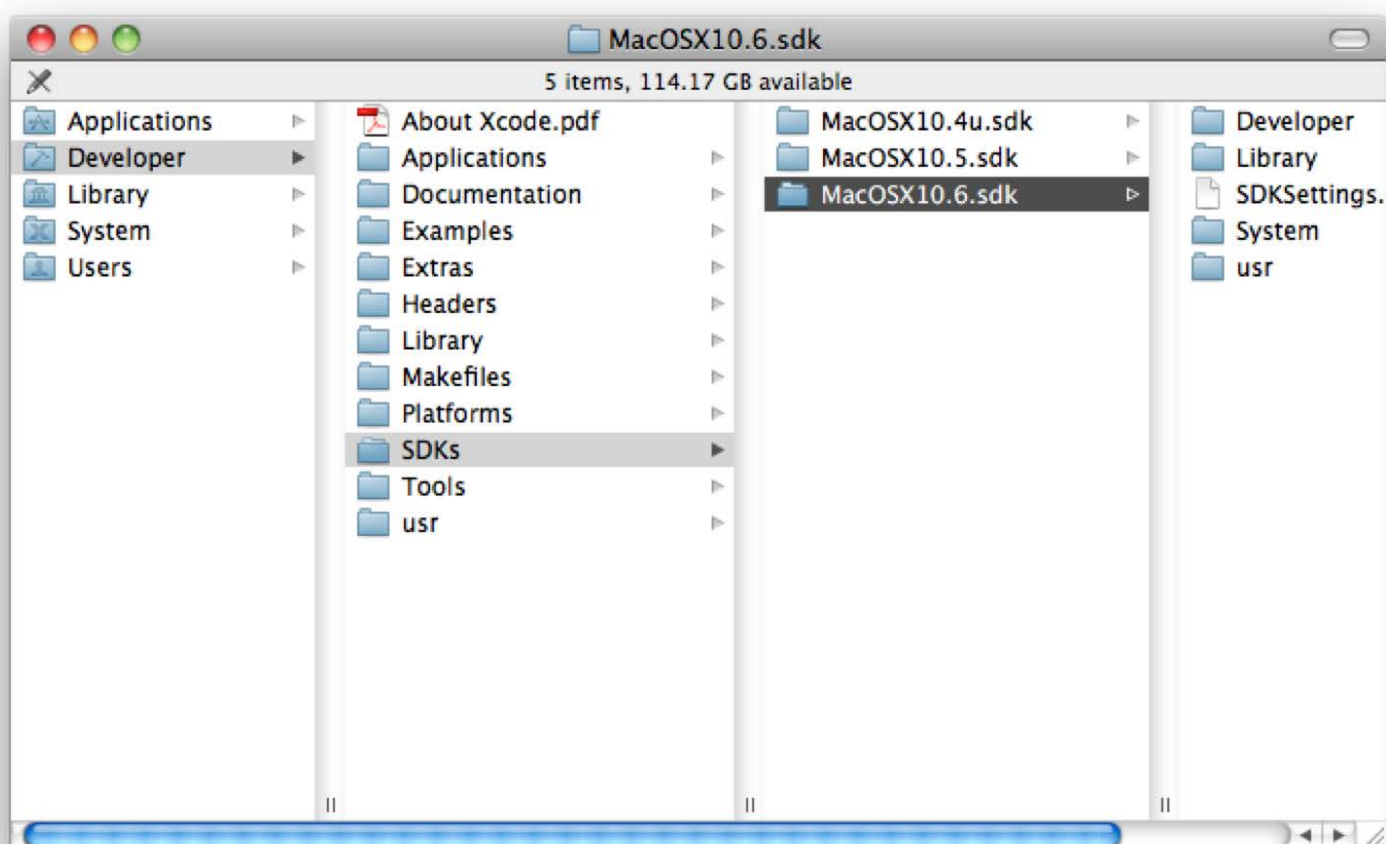 MacOSX10.6.sdk
5 items, 114.17 GB available
Applications
Developer
Library
System
Users
About Xcode.pdf
Applications
Documentation
Examples
Extras
Headers
Library
Makefiles
Platforms
SDKs
Tools
usr
MacOSX10.4u.sdk
MacOSX10.5.sdk
MacOSX10.6.sdk
Developer
Library
SDKSettings.
System
usr